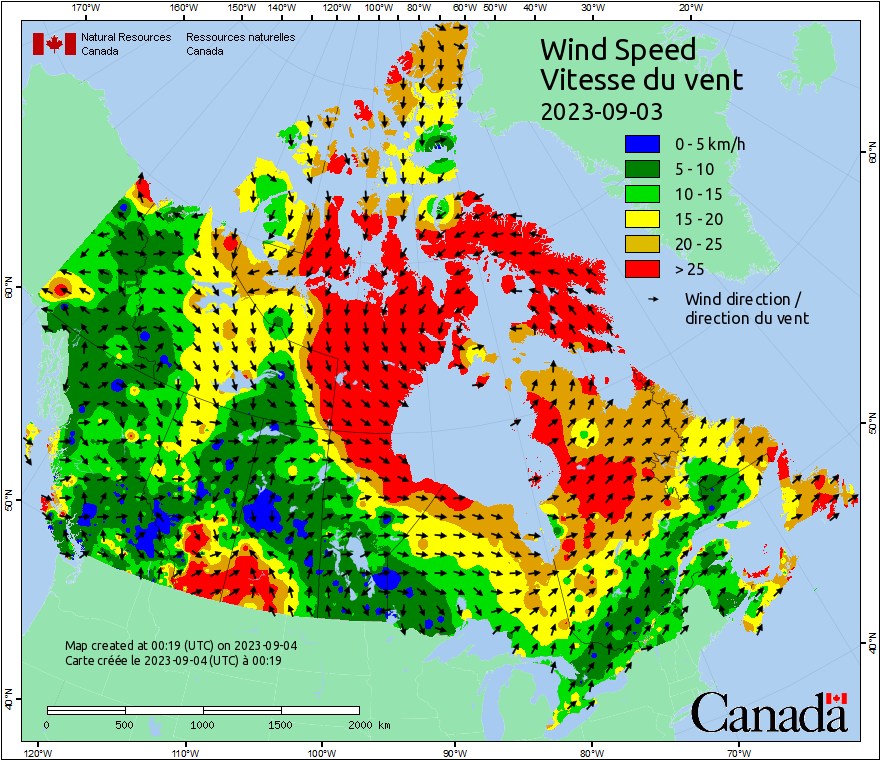 170°W 160°W 150°W 140°W 130°W 120°W 110°W 100°W 90°W 80°W 70°W 60°W 50°W 40°W 30°W 20°W
Natural Resources Canada
Ressources naturelles Canada
Wind Speed
Vitesse du vent
2023-09-03
0 - 5 km/h
5 - 10
10 - 15
15 - 20
20 - 25
> 25
Wind direction /
direction du vent
60°N
60°N
50°N
50°N
40°N
40°N
Map created at 00:19 (UTC) on 2023-09-04
Carte créée le 2023-09-04 (UTC) à 00:19
0 500 1000 1500 2000 km
Canada
120°W 110°W 100°W 90°W 80°W 70°W